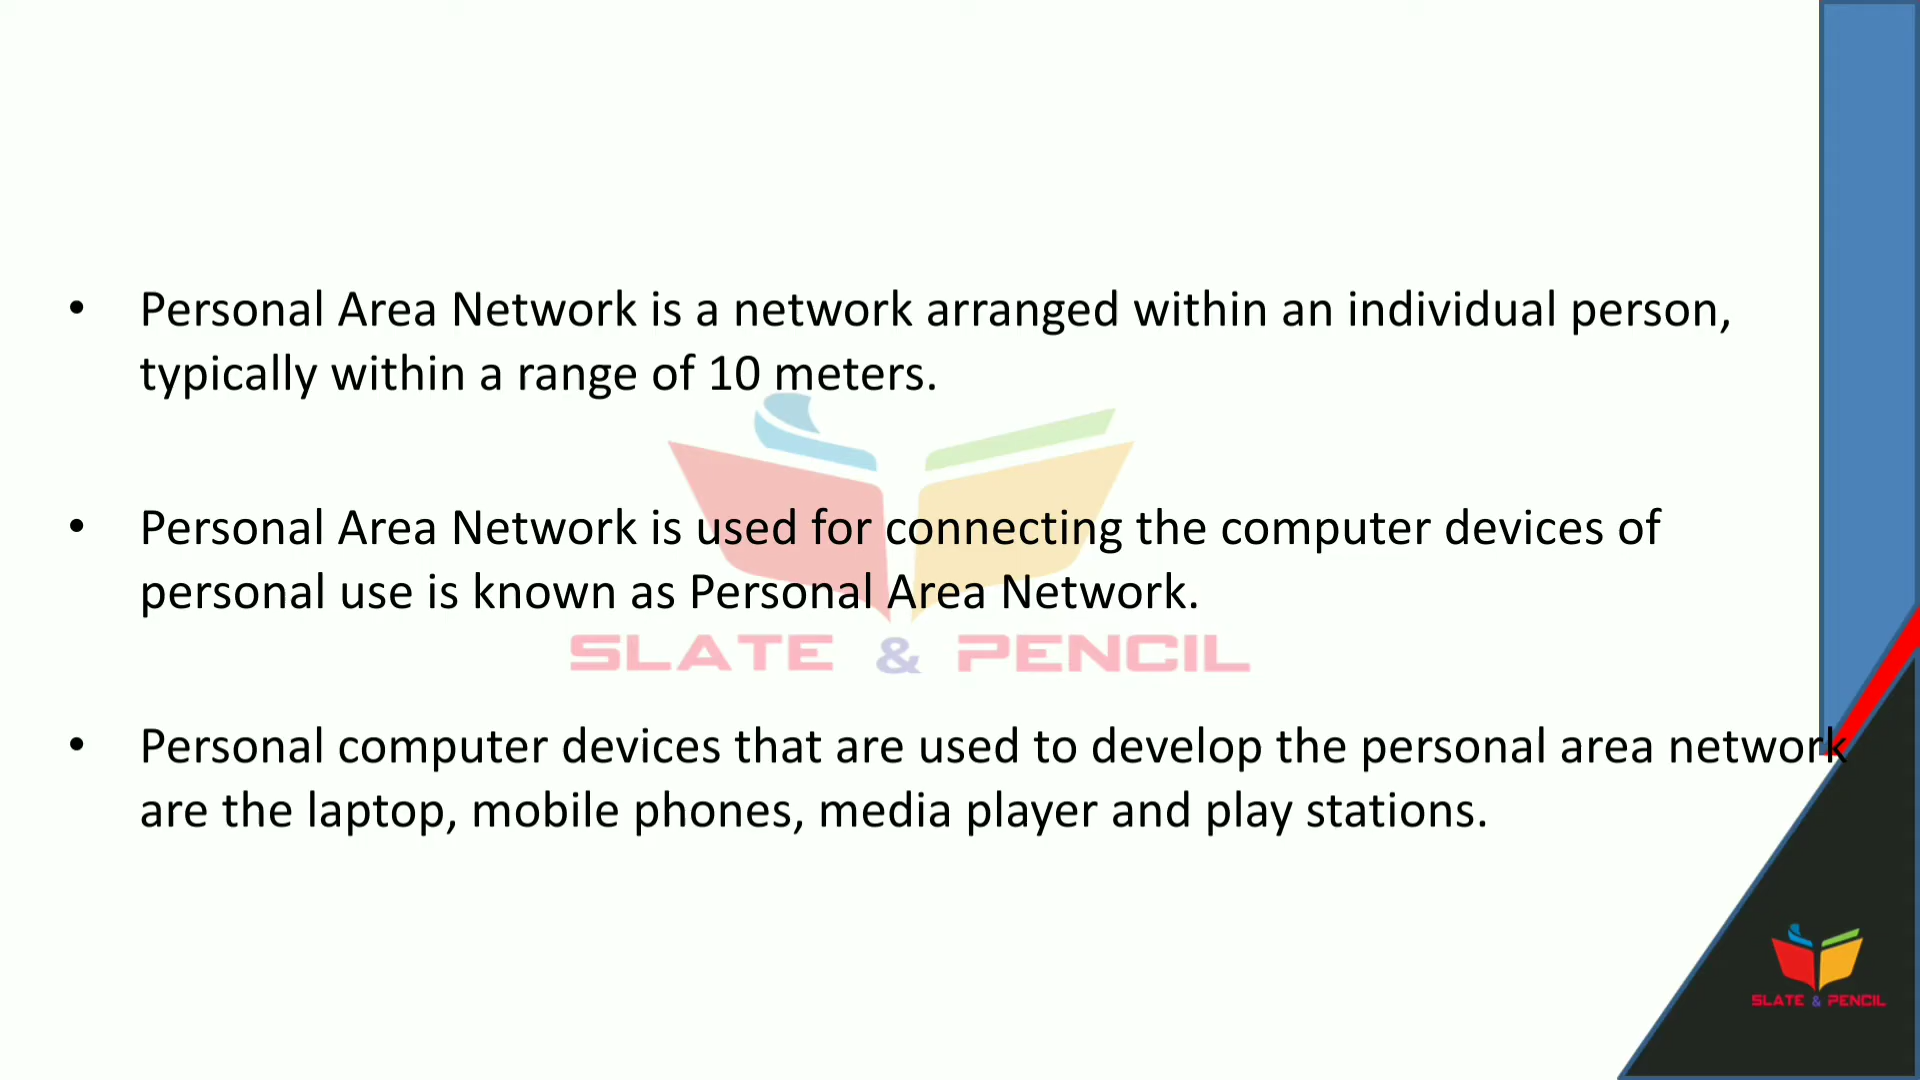 • Personal Area Network is a network arranged within an individual person,
typically within a range of 10 meters.
• Personal Area Network is used for connecting the computer devices of
personal use is known as Personal Area Network.
SLATE & PENCIL
• Personal computer devices that are used to develop the personal area network
are the laptop, mobile phones, media player and play stations.
SLATE & PENCIL